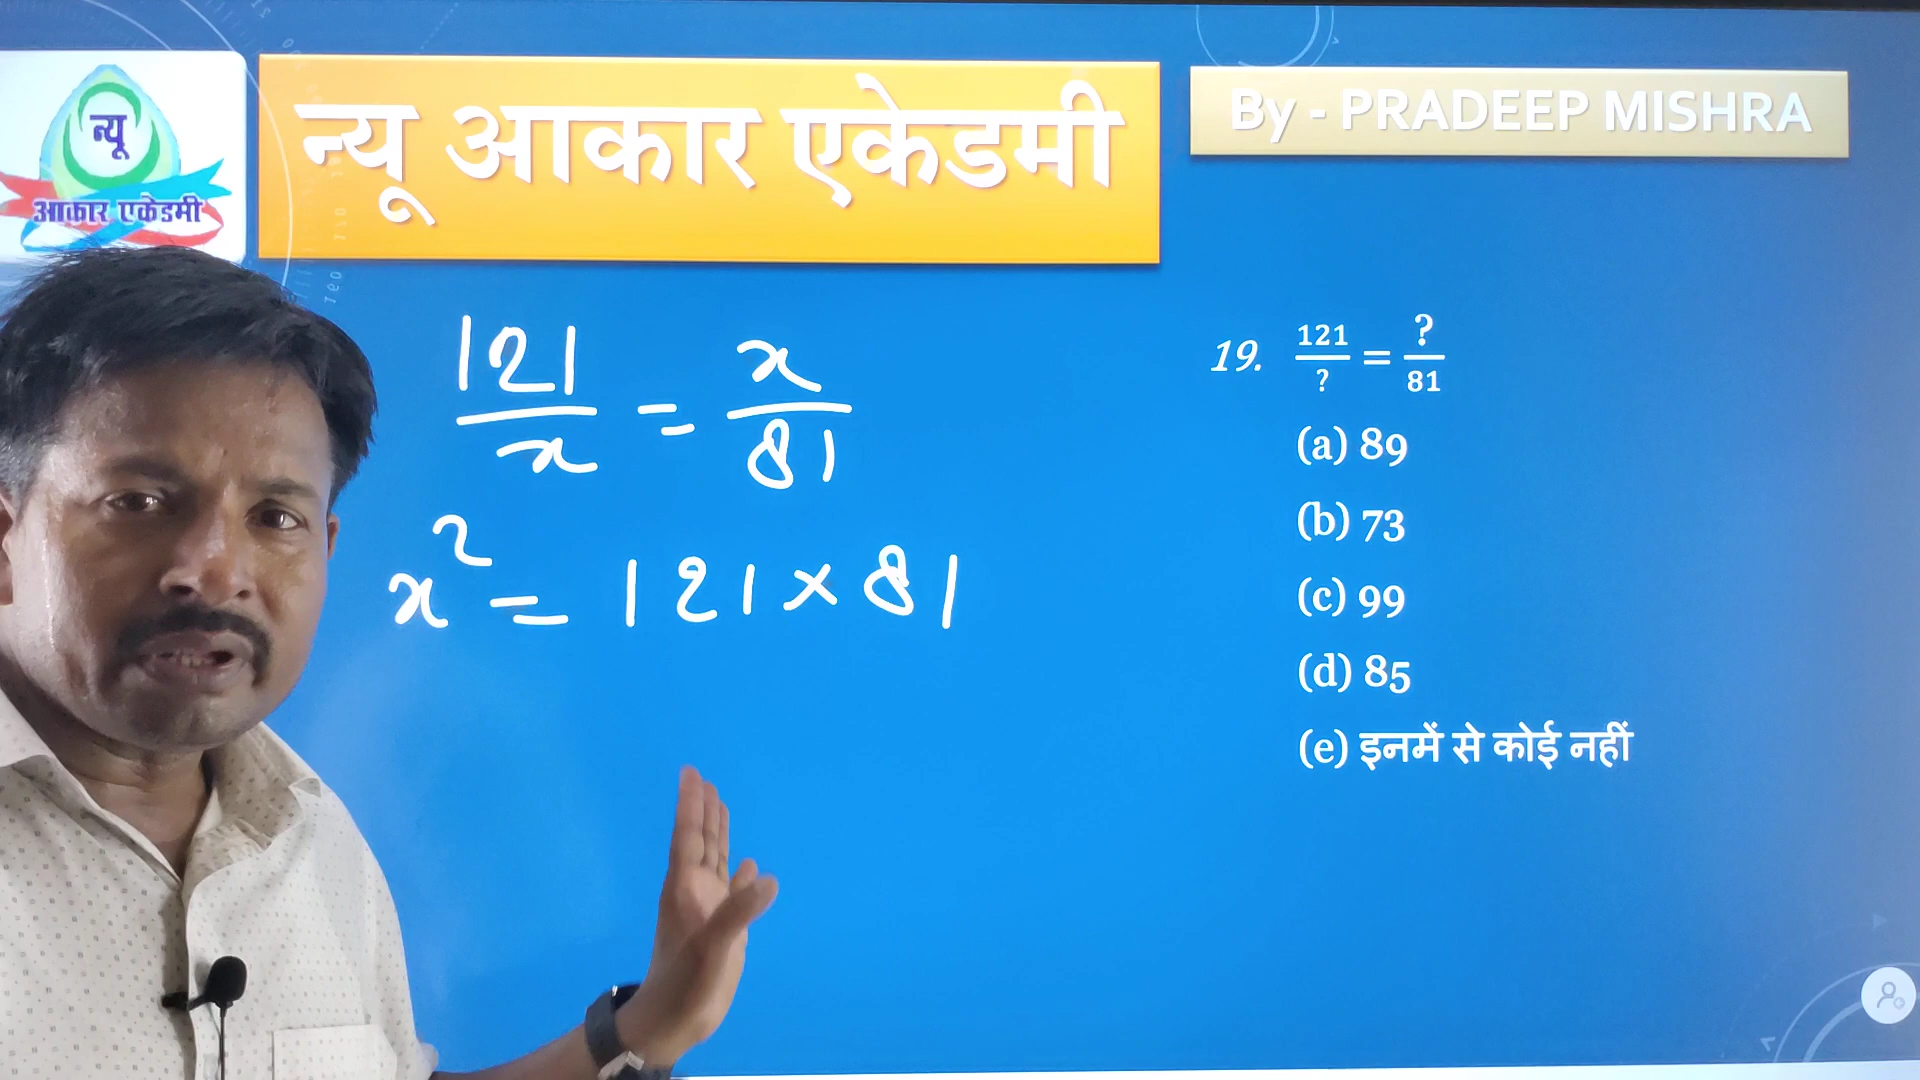 न्यू
आकार एकेडमी
न्यू आकार एकेडमी
By - PRADEEP MISHRA
121/x = x/81
x² = 121 × 81
19. 121/? = ?/81
(a) 89
(b) 73
(c) 99
(d) 85
(e) इनमें से कोई नहीं